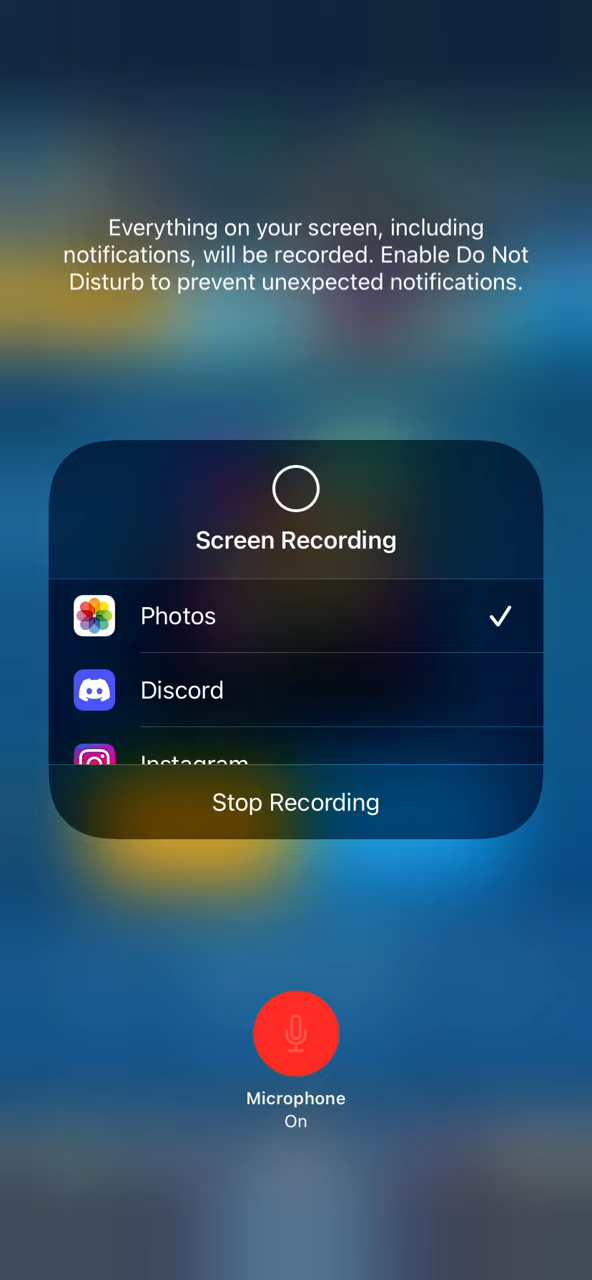 Everything on your screen, including
notifications, will be recorded. Enable Do Not
Disturb to prevent unexpected notifications.
Screen Recording
Photos
Discord
Instagram
Stop Recording
Microphone
On